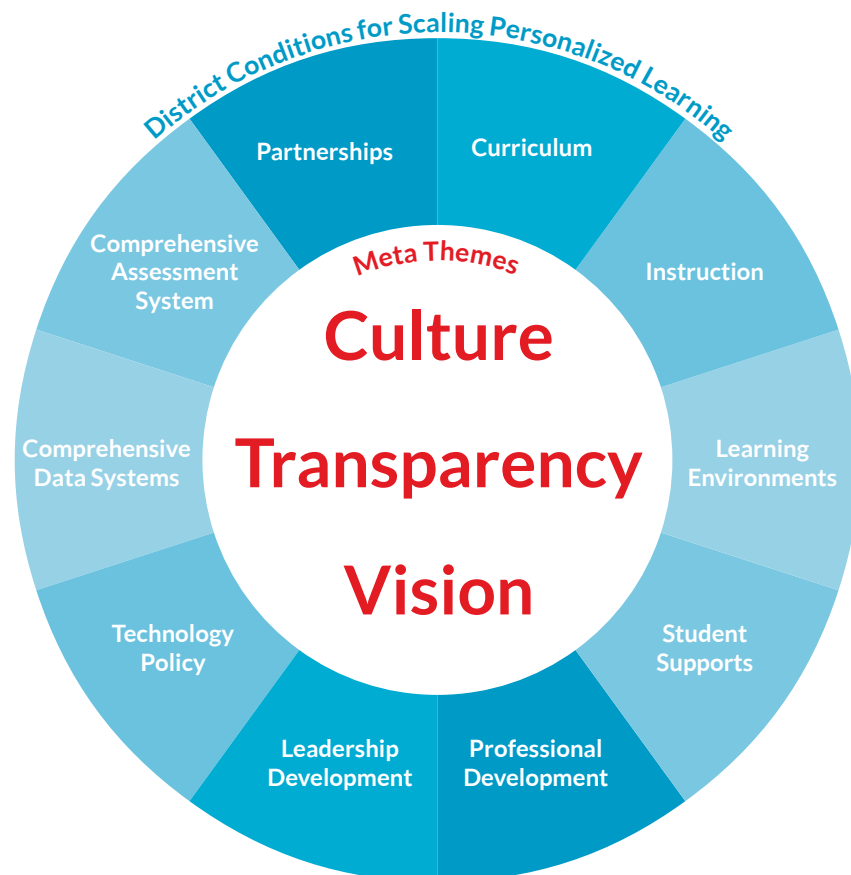 District Conditions for Scaling Personalized Learning
Partnerships
Curriculum
Instruction
Learning
Environments
Student
Supports
Professional
Development
Leadership
Development
Technology
Policy
Comprehensive
Data Systems
Comprehensive
Assessment
System
Meta Themes
Culture
Transparency
Vision